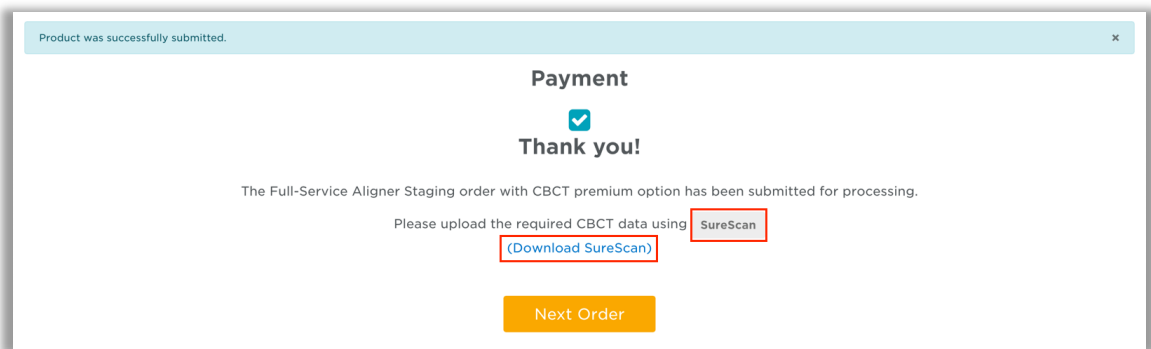 Product was successfully submitted. ×
Payment
Thank you!
The Full-Service Aligner Staging order with CBCT premium option has been submitted for processing.
Please upload the required CBCT data using SureScan
(Download SureScan)
Next Order